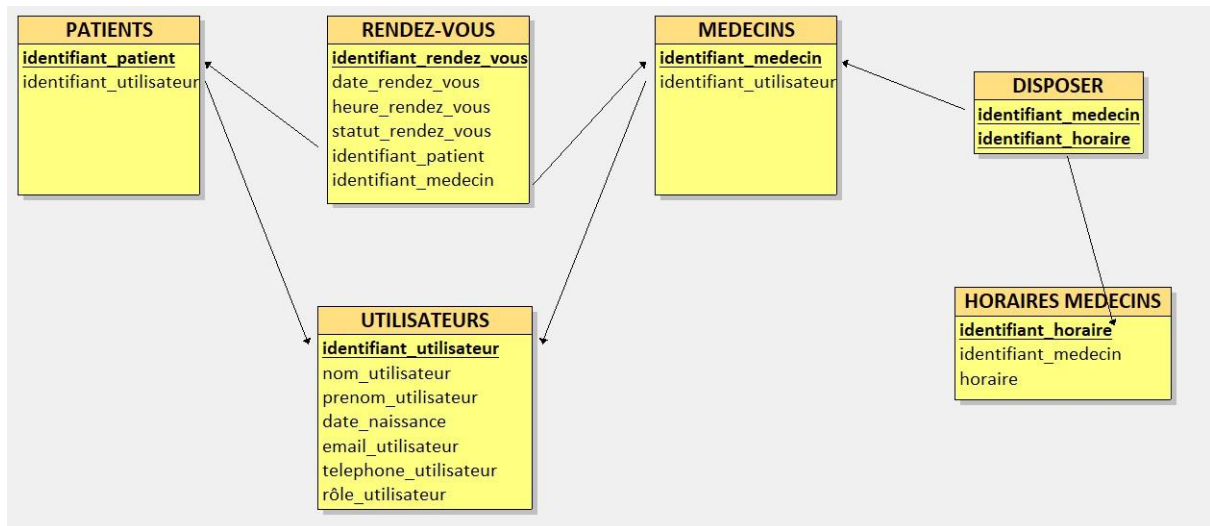 PATIENTS
identifiant_patient
identifiant_utilisateur
RENDEZ-VOUS
identifiant_rendez_vous
date_rendez_vous
heure_rendez_vous
statut_rendez_vous
identifiant_patient
identifiant_medecin
MEDECINS
identifiant_medecin
identifiant_utilisateur
DISPOSER
identifiant_medecin
identifiant_horaire
UTILISATEURS
identifiant_utilisateur
nom_utilisateur
prenom_utilisateur
date_naissance
email_utilisateur
telephone_utilisateur
rôle_utilisateur
HORAIRES MEDECINS
identifiant_horaire
identifiant_medecin
horaire